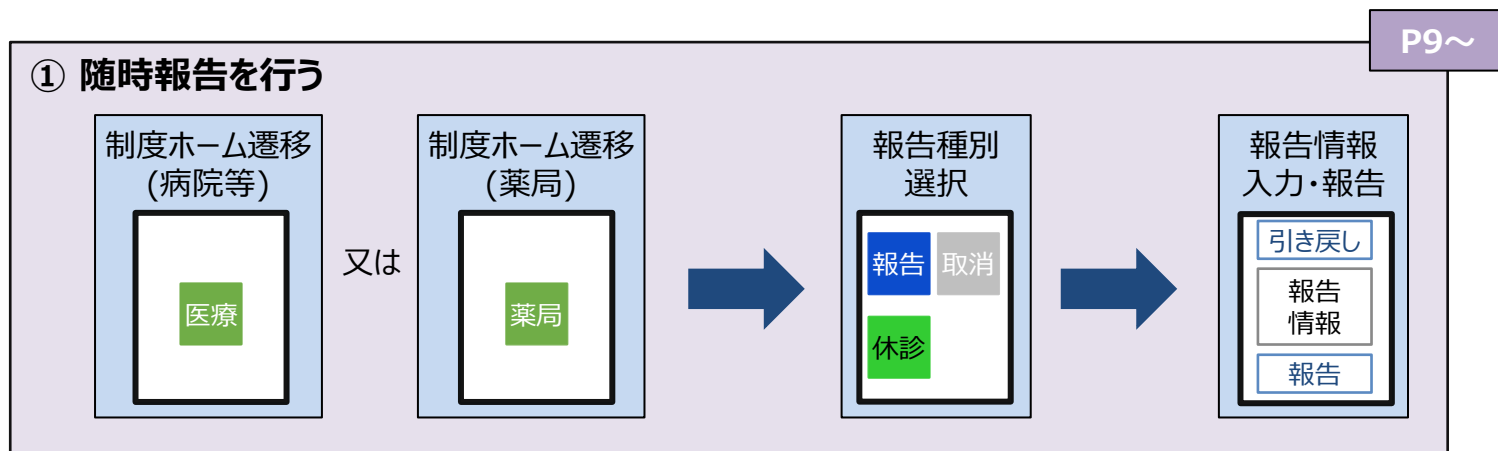 P9~
① 随時報告を行う
制度ホーム遷移
(病院等)
医療
又は
制度ホーム遷移
(薬局)
薬局
報告種別
選択
報告 取消
休診
報告情報
入力・報告
引き戻し
報告
情報
報告